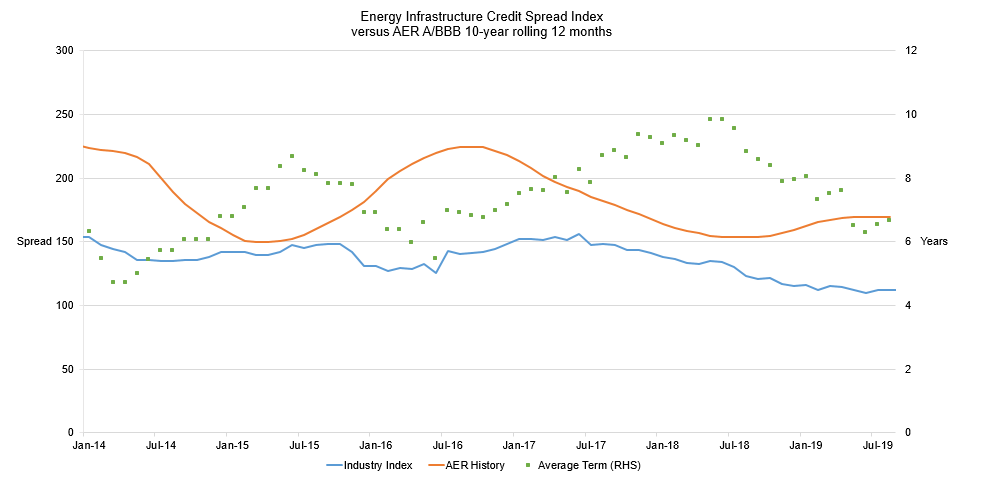 Energy Infrastructure Credit Spread Index
versus AER A/BBB 10-year rolling 12 months
300
250
200
150
100
50
0
Spread
12
10
8
6
4
2
0
Years
Jan-14 Jul-14 Jan-15 Jul-15 Jan-16 Jul-16 Jan-17 Jul-17 Jan-18 Jul-18 Jan-19 Jul-19
Industry Index AER History Average Term (RHS)